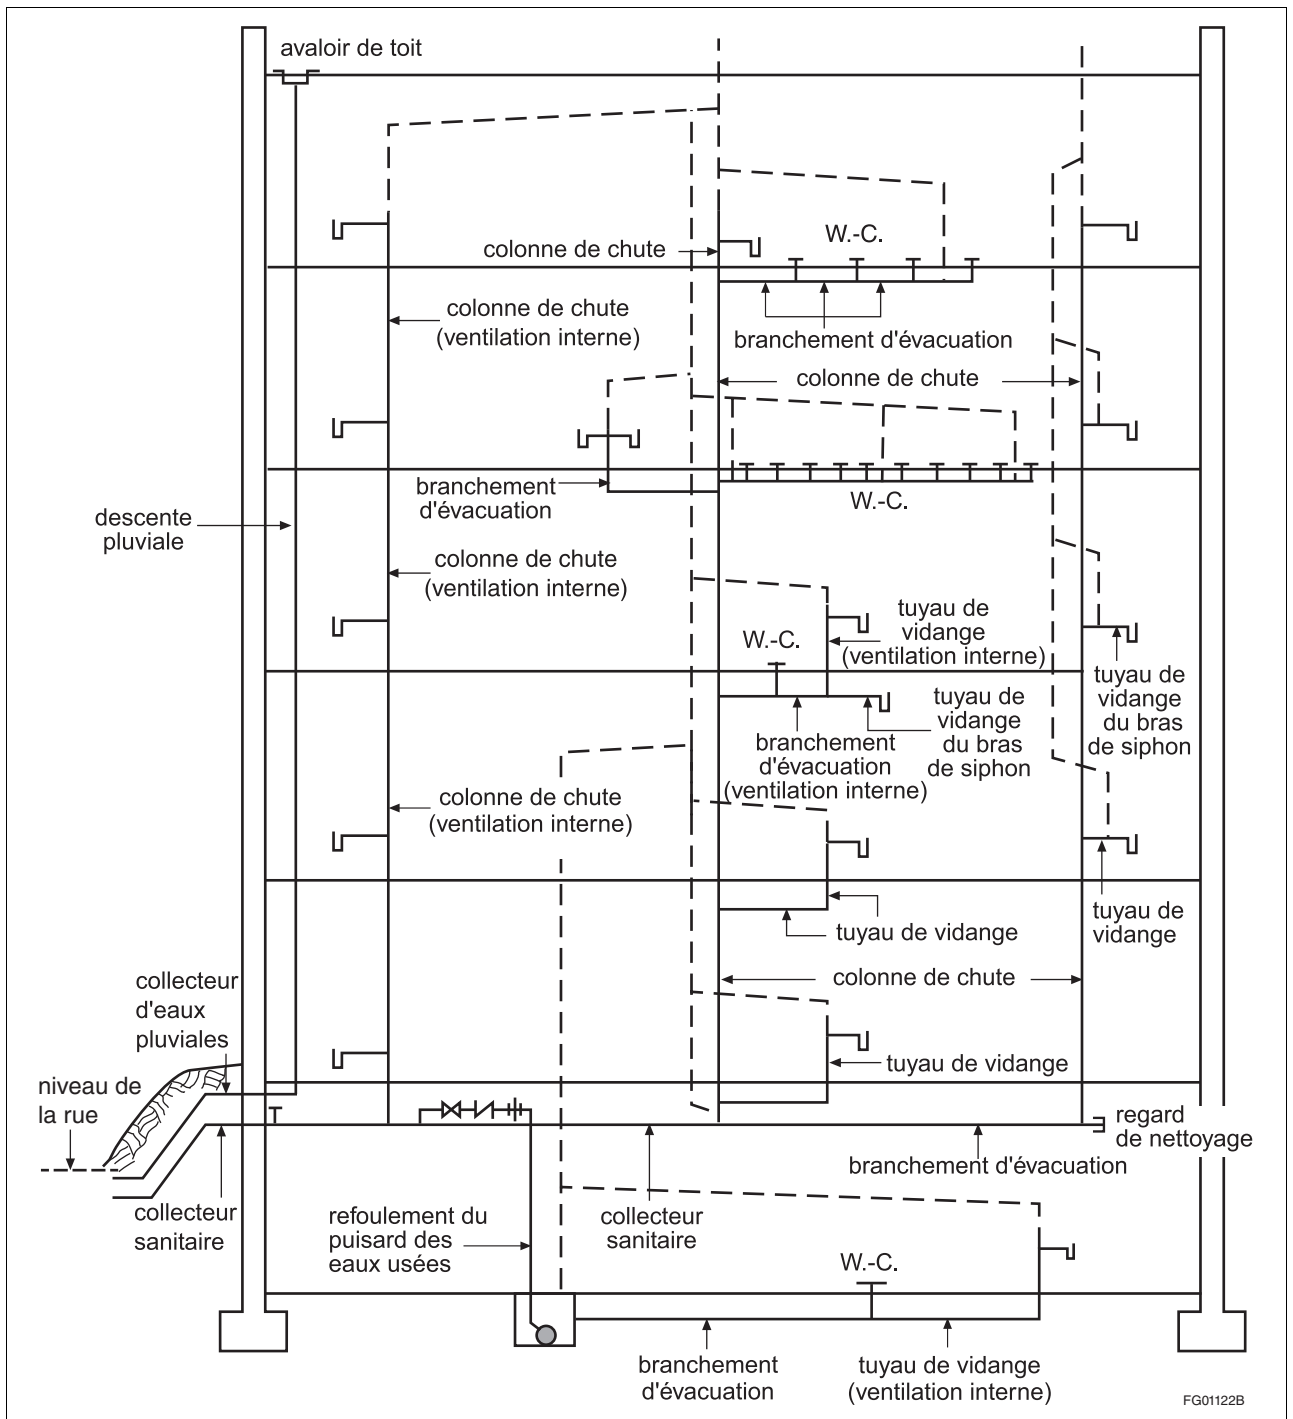 avaloir de toit
W.-C.
colonne de chute
colonne de chute
(ventilation interne)
branchement d'évacuation
colonne de chute
branchement
d'évacuation
W.-C.
descente
pluviale
colonne de chute
(ventilation interne)
tuyau de
vidange
(ventilation interne)
W.-C.
tuyau de
vidange
du bras
de siphon
tuyau de
vidange
du bras
de siphon
branchement
d'évacuation
(ventilation interne)
colonne de chute
(ventilation interne)
tuyau de
vidange
tuyau de vidange
colonne de chute
collecteur
d'eaux
pluviales
tuyau de vidange
niveau de
la rue
regard
de nettoyage
branchement d'évacuation
collecteur
sanitaire
refoulement du
puisard des
eaux usées
collecteur
sanitaire
W.-C.
branchement
d'évacuation
tuyau de vidange
(ventilation interne)
FG01122B